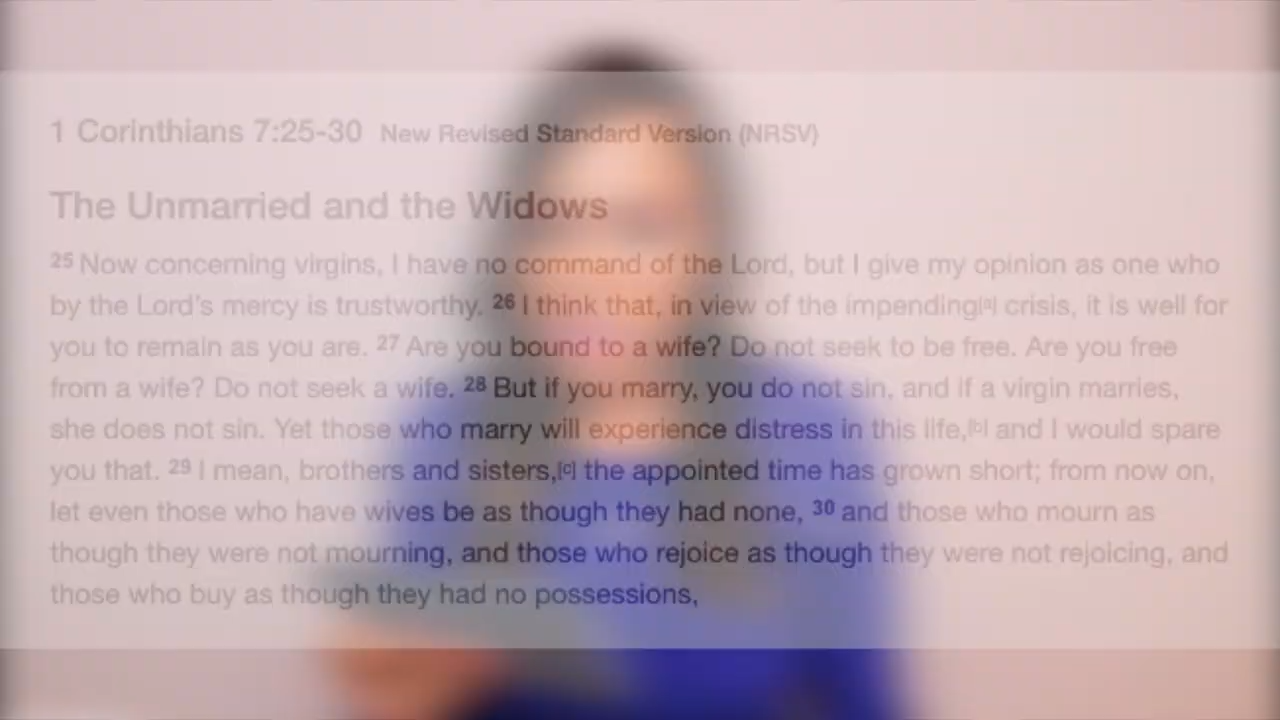 1 Corinthians 7:25-30 New Revised Standard Version (NRSV)
The Unmarried and the Widows
25 Now concerning virgins, I have no command of the Lord, but I give my opinion as one who
by the Lord's mercy is trustworthy. 26 I think that, in view of the impending[a] crisis, it is well for
you to remain as you are. 27 Are you bound to a wife? Do not seek to be free. Are you free
from a wife? Do not seek a wife. 28 But if you marry, you do not sin, and if a virgin marries,
she does not sin. Yet those who marry will experience distress in this life,[b] and I would spare
you that. 29 I mean, brothers and sisters,[c] the appointed time has grown short; from now on,
let even those who have wives be as though they had none, 30 and those who mourn as
though they were not mourning, and those who rejoice as though they were not rejoicing, and
those who buy as though they had no possessions,